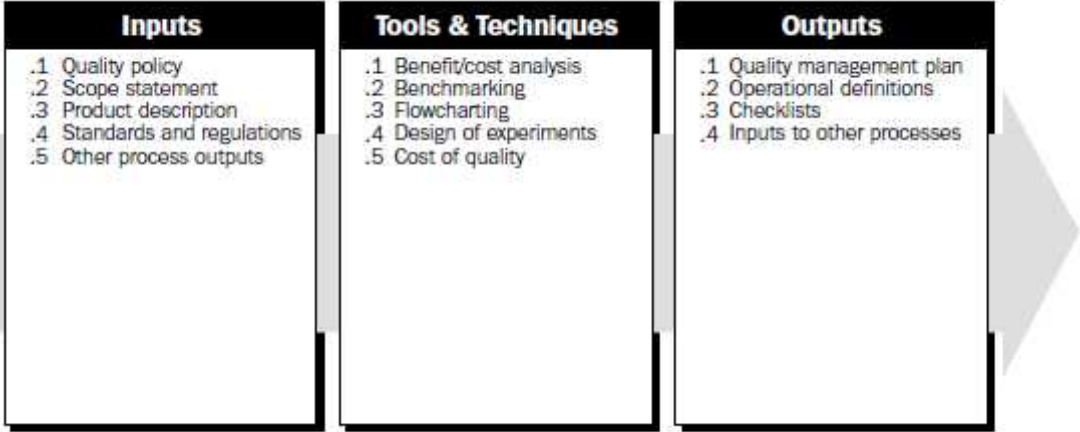 Inputs
.1 Quality policy
.2 Scope statement
.3 Product description
.4 Standards and regulations
.5 Other process outputs
Tools & Techniques
.1 Benefit/cost analysis
.2 Benchmarking
.3 Flowcharting
.4 Design of experiments
.5 Cost of quality
Outputs
.1 Quality management plan
.2 Operational definitions
.3 Checklists
.4 Inputs to other processes